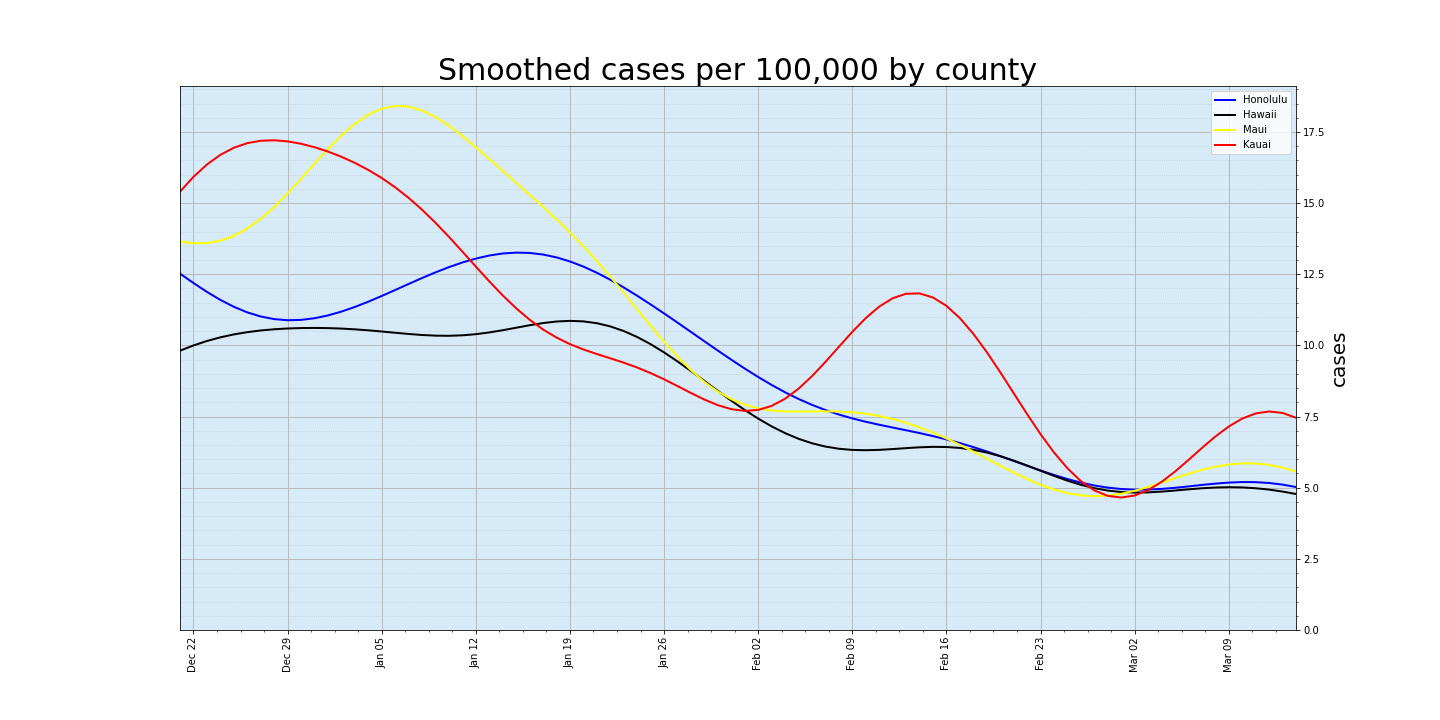 Smoothed cases per 100,000 by county
Honolulu
Hawaii
Maui
Kauai
17.5
15.0
12.5
10.0
7.5
5.0
2.5
0.0
cases
Dec 22
Dec 29
Jan 05
Jan 12
Jan 19
Jan 26
Feb 02
Feb 09
Feb 16
Feb 23
Mar 02
Mar 09